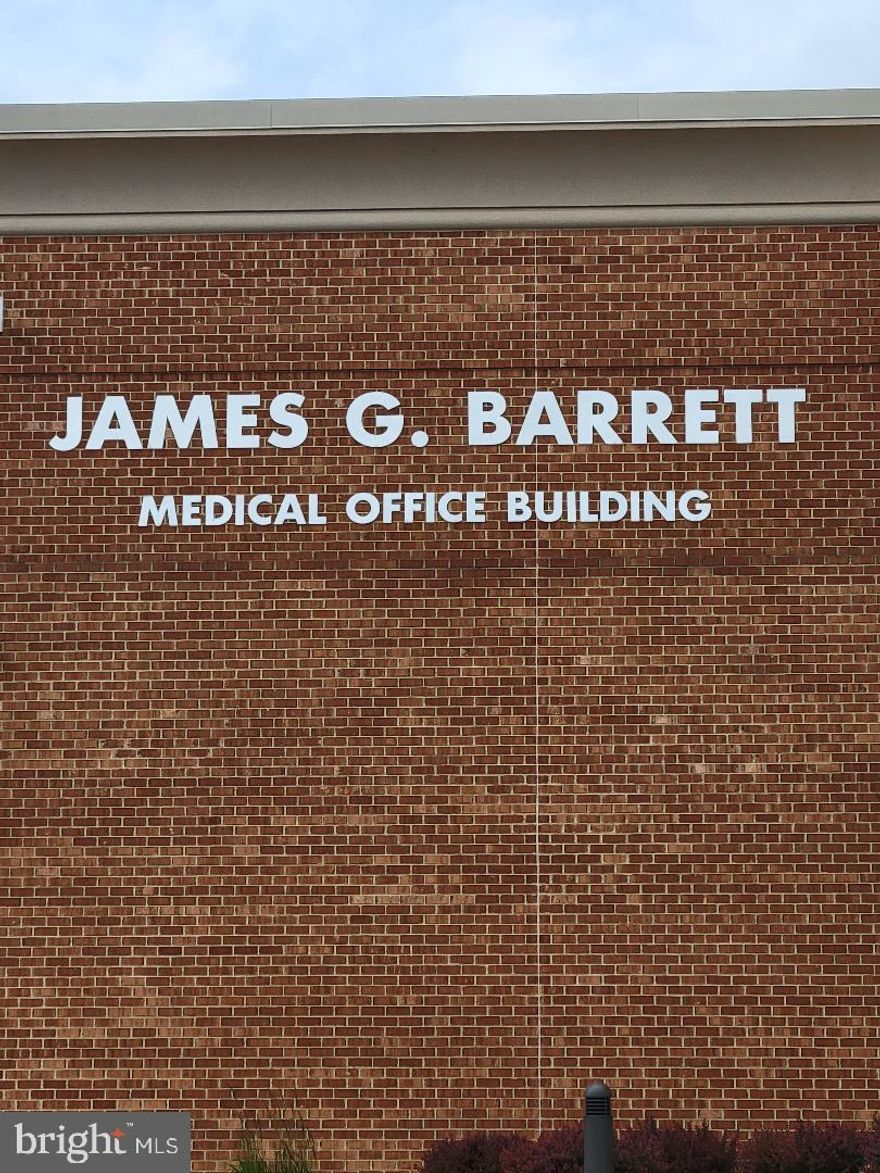 JAMES G. BARRETT
MEDICAL OFFICE BUILDING
bright MLS